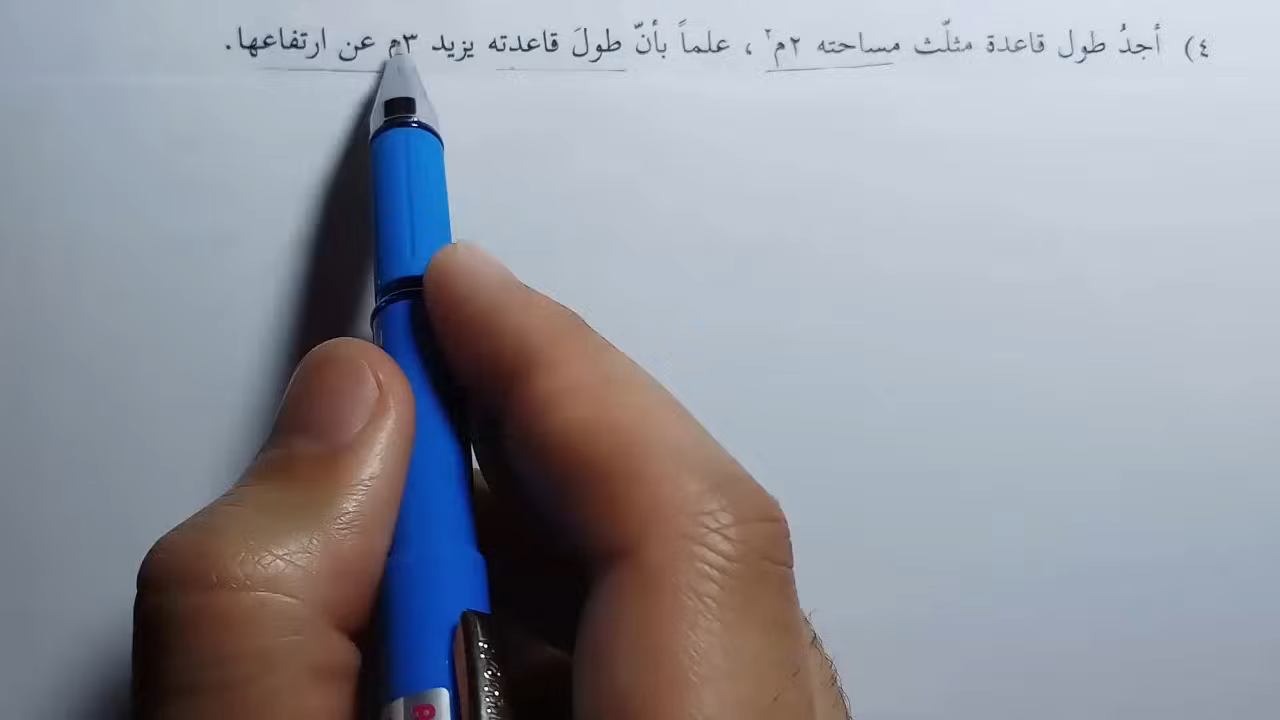 ٤) أجدُ طول قاعدة مثلّث مساحته ٢م٢ ، علماً بأنّ طولَ قاعدته يزيد ٣م عن ارتفاعها.